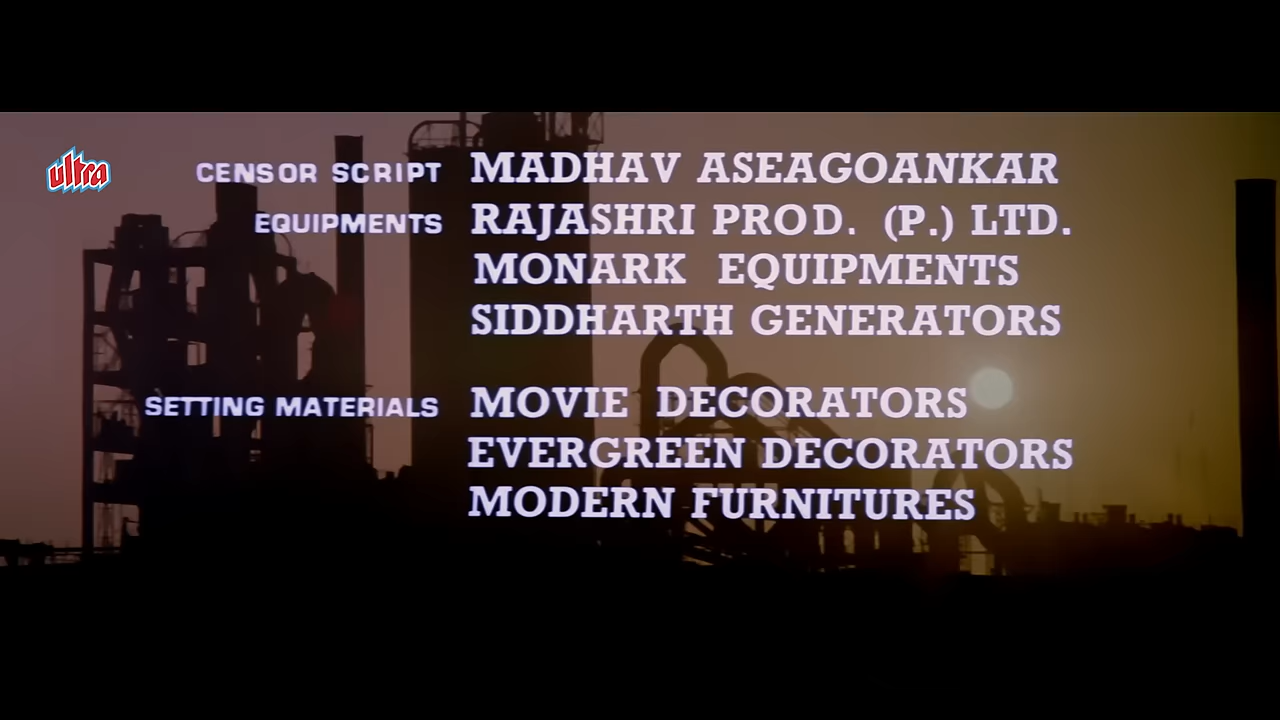 ultra
CENSOR SCRIPT MADHAV ASEAGOANKAR
EQUIPMENTS RAJASHRI PROD. (P.) LTD.
MONARK EQUIPMENTS
SIDDHARTH GENERATORS
SETTING MATERIALS MOVIE DECORATORS
EVERGREEN DECORATORS
MODERN FURNITURES